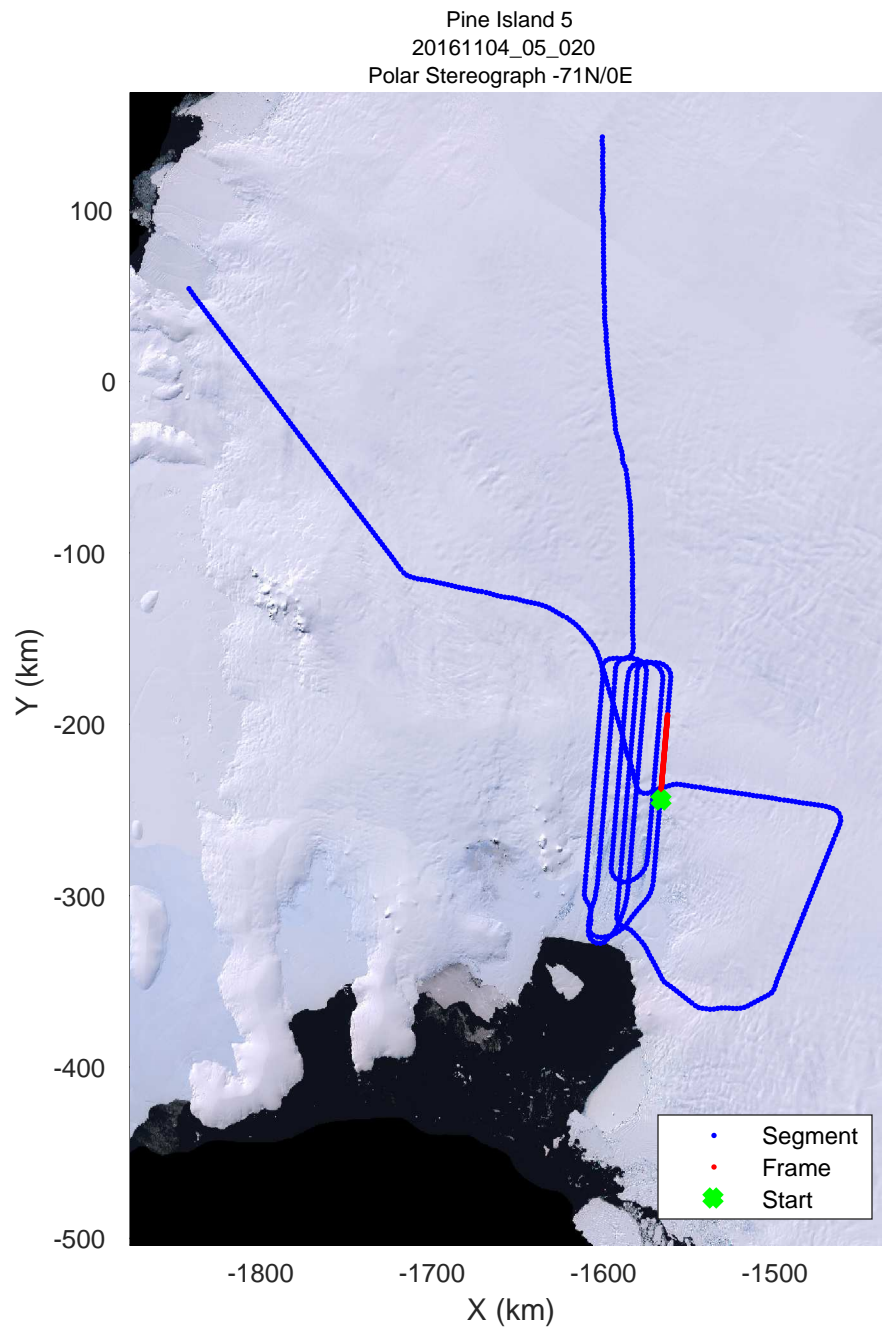 Pine Island 5
20161104_05_020
Polar Stereograph -71N/0E
100
0
-100
-200
-300
-400
-500
Y (km)
-1800
-1700
-1600
-1500
X (km)
Segment
Frame
Start